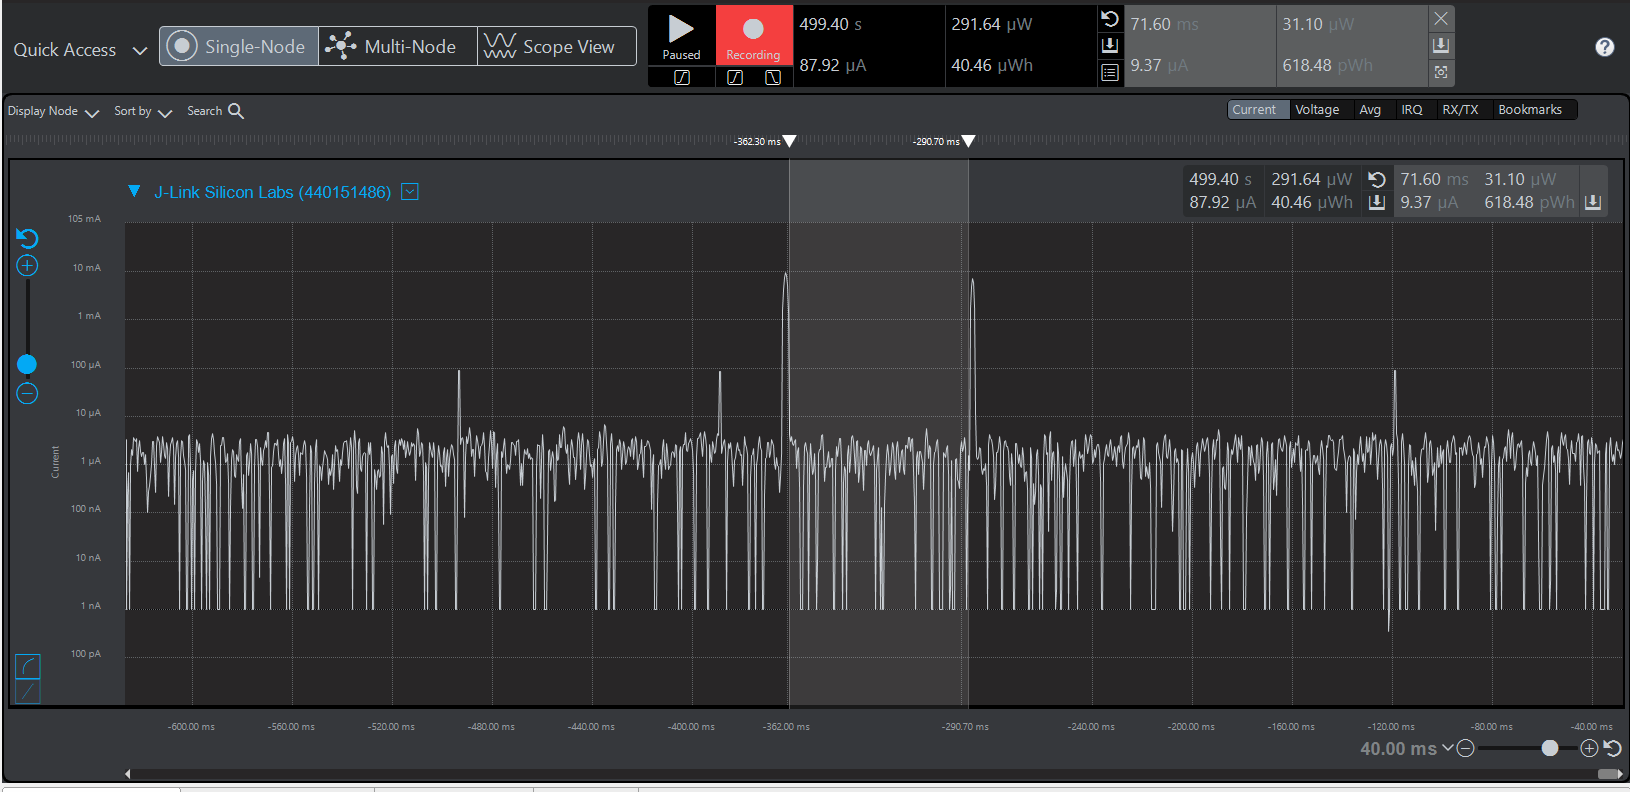 Quick Access
Single-Node
Multi-Node
Scope View
Paused
Recording
499.40 s
291.64 µW
87.92 µA
40.46 µWh
71.60 ms
31.10 µW
9.37 µA
618.48 pWh
?
Display Node
Sort by
Search
Current
Voltage
Avg
IRQ
RX/TX
Bookmarks
-362.30 ms
-290.70 ms
J-Link Silicon Labs (440151486)
499.40 s
291.64 µW
71.60 ms
31.10 µW
87.92 µA
40.46 µWh
9.37 µA
618.48 pWh
105 mA
10 mA
1 mA
100 µA
10 µA
1 µA
100 nA
10 nA
1 nA
100 pA
Current
-600.00 ms
-560.00 ms
-520.00 ms
-480.00 ms
-440.00 ms
-400.00 ms
-362.00 ms
-290.70 ms
-240.00 ms
-200.00 ms
-160.00 ms
-120.00 ms
-80.00 ms
-40.00 ms
40.00 ms